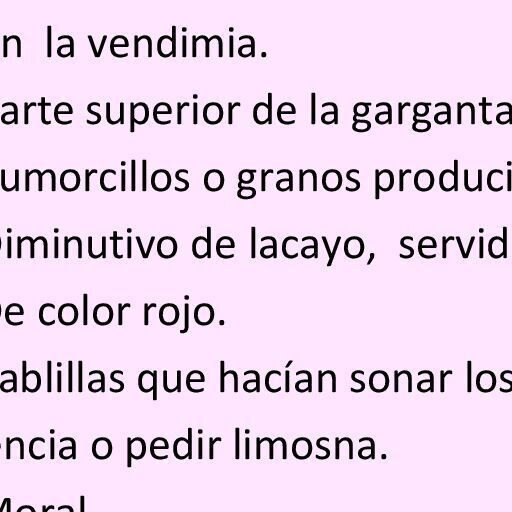 n la vendimia.
arte superior de la garganta
umorcillos o granos produci
iminutivo de lacayo, servid
e color rojo.
ablillas que hacían sonar los
encia o pedir limosna.
Moral